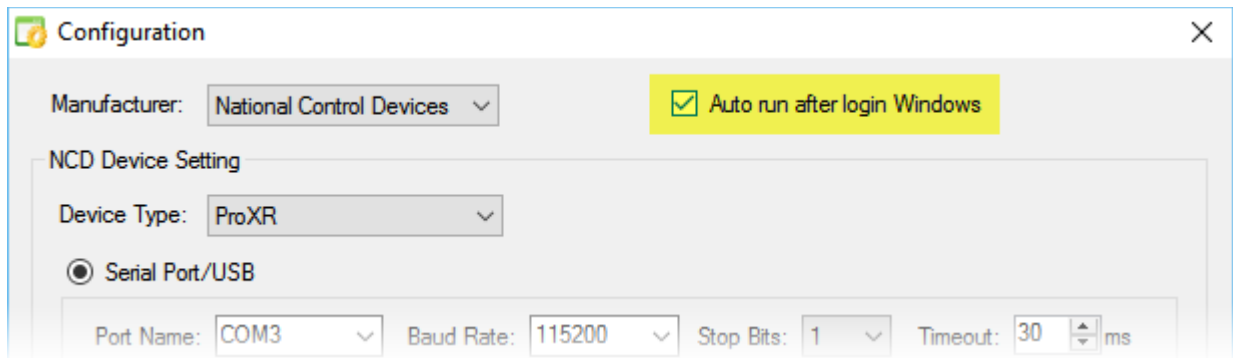 Configuration
Manufacturer: National Control Devices Auto run after login Windows
NCD Device Setting
Device Type: ProXR
Serial Port/USB
Port Name: COM3 Baud Rate: 115200 Stop Bits: 1 Timeout: 30 ms